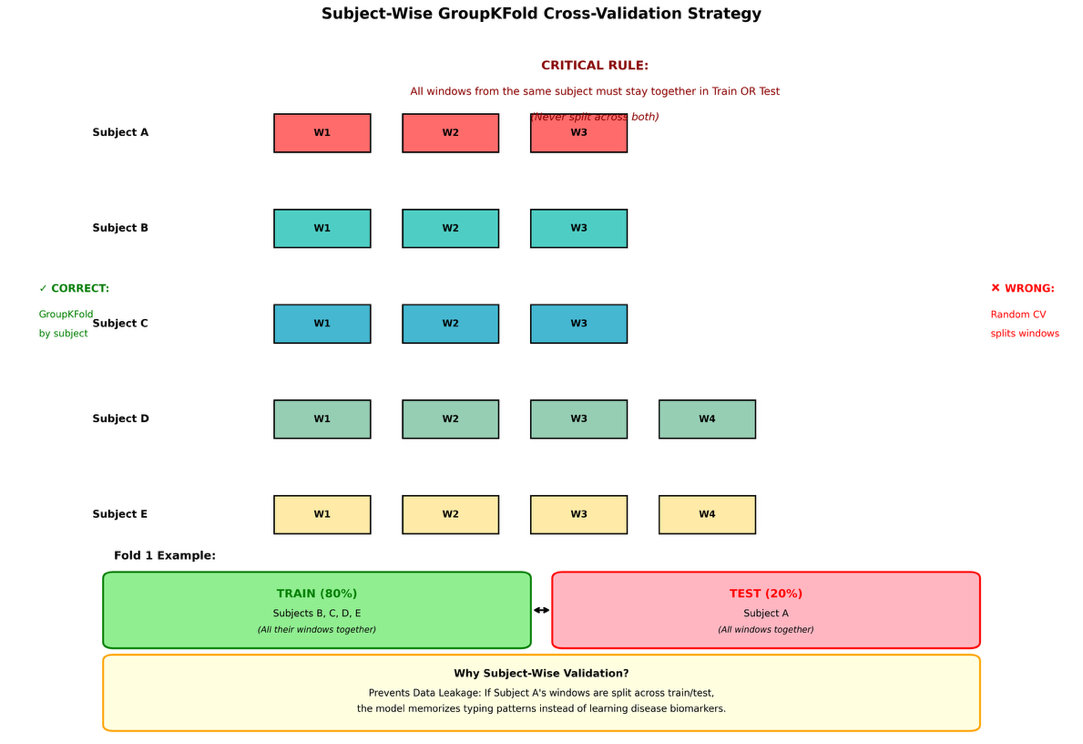 Subject-Wise GroupKFold Cross-Validation Strategy
CRITICAL RULE:
All windows from the same subject must stay together in Train OR Test
(Never split across both)
Subject A W1 W2 W3
Subject B W1 W2 W3
✓ CORRECT:
GroupKFold
by subject
✗ WRONG:
Random CV
splits windows
Subject C W1 W2 W3
Subject D W1 W2 W3 W4
Subject E W1 W2 W3 W4
Fold 1 Example:
TRAIN (80%)
Subjects B, C, D, E
(All their windows together)
TEST (20%)
Subject A
(All windows together)
Why Subject-Wise Validation?
Prevents Data Leakage: If Subject A's windows are split across train/test,
the model memorizes typing patterns instead of learning disease biomarkers.